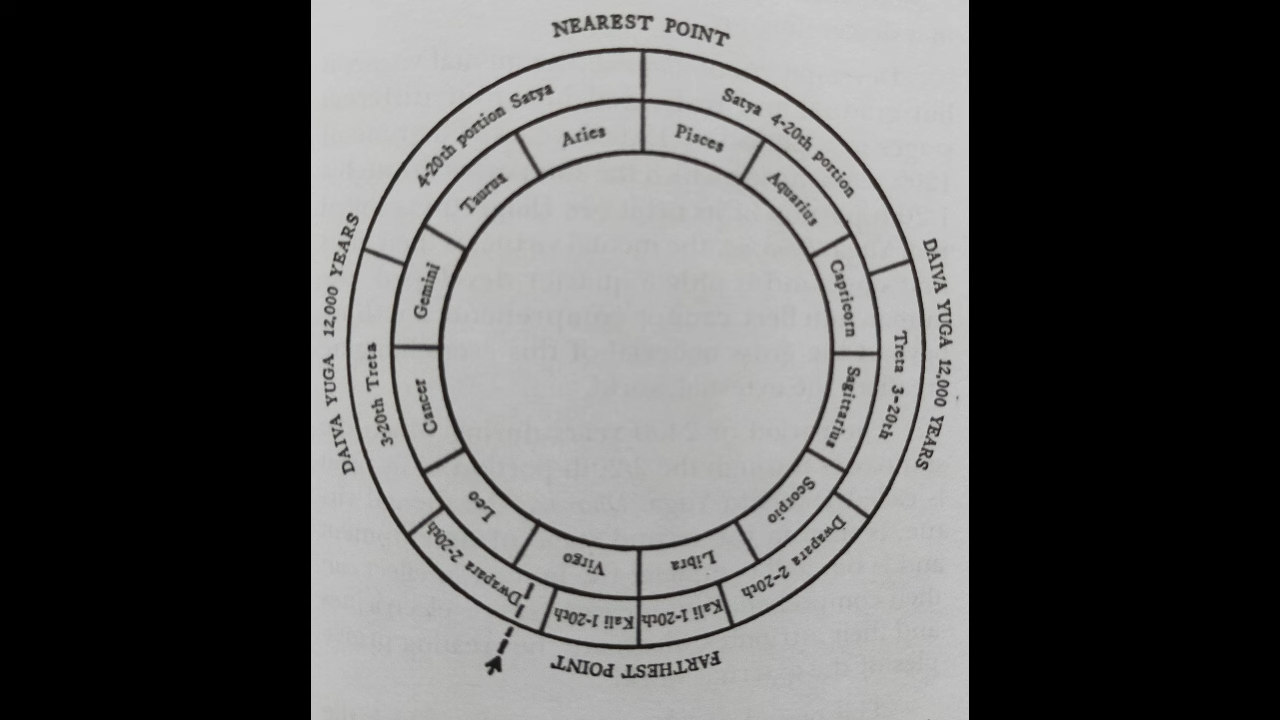 NEAREST POINT
4-20th portion Satya
Satya 4-20th portion
Aries
Pisces
Taurus
Aquarius
Gemini
Capricorn
DAIVA YUGA 12,000 YEARS
DAIVA YUGA 12,000 YEARS
3-20th Treta
Treta 3-20th
Cancer
Sagittarius
Leo
Scorpio
Virgo
Libra
Dwapara 2-20th
Dwapara 2-20th
Kali 1-20th
Kali 1-20th
FARTHEST POINT